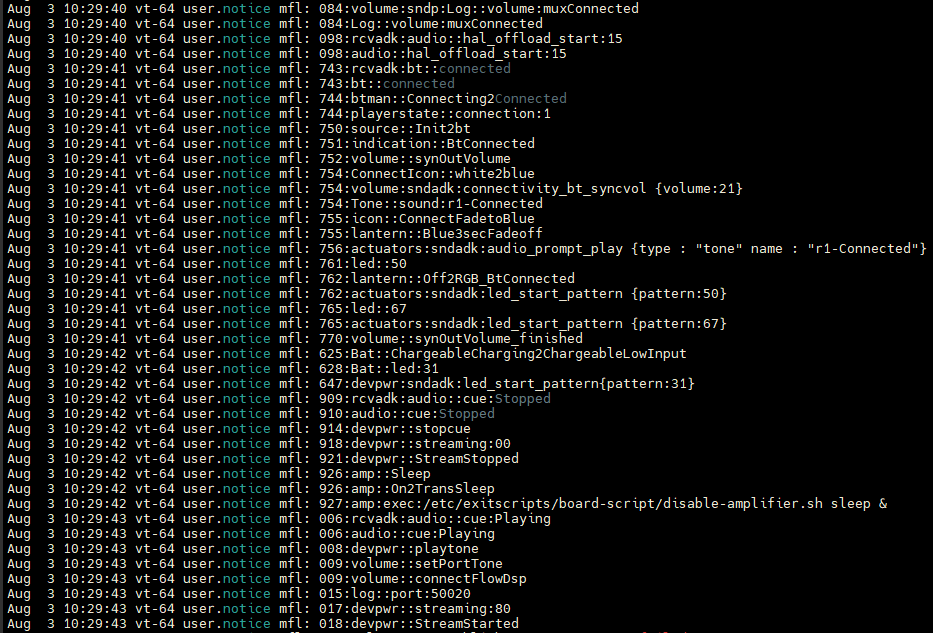 Aug  3 10:29:40 vt-64 user.notice mfl: 084:volume:sndp:Log::volume:muxConnected
Aug  3 10:29:40 vt-64 user.notice mfl: 084:Log::volume:muxConnected
Aug  3 10:29:40 vt-64 user.notice mfl: 098:rcvadk:audio::hal_offload_start:15
Aug  3 10:29:40 vt-64 user.notice mfl: 098:audio::hal_offload_start:15
Aug  3 10:29:41 vt-64 user.notice mfl: 743:rcvadk:bt::connected
Aug  3 10:29:41 vt-64 user.notice mfl: 743:bt::connected
Aug  3 10:29:41 vt-64 user.notice mfl: 744:btman::Connecting2Connected
Aug  3 10:29:41 vt-64 user.notice mfl: 744:playerstate::connection:1
Aug  3 10:29:41 vt-64 user.notice mfl: 750:source::Init2bt
Aug  3 10:29:41 vt-64 user.notice mfl: 751:indication::BtConnected
Aug  3 10:29:41 vt-64 user.notice mfl: 752:volume::synOutVolume
Aug  3 10:29:41 vt-64 user.notice mfl: 754:ConnectIcon::white2blue
Aug  3 10:29:41 vt-64 user.notice mfl: 754:volume:sndadk:connectivity_bt_syncvol {volume:21}
Aug  3 10:29:41 vt-64 user.notice mfl: 754:Tone::sound:r1-Connected
Aug  3 10:29:41 vt-64 user.notice mfl: 755:icon::ConnectFadetoBlue
Aug  3 10:29:41 vt-64 user.notice mfl: 755:lantern::Blue3secFadeoff
Aug  3 10:29:41 vt-64 user.notice mfl: 756:actuators:sndadk:audio_prompt_play {type : "tone" name : "r1-Connected"}
Aug  3 10:29:41 vt-64 user.notice mfl: 761:led::50
Aug  3 10:29:41 vt-64 user.notice mfl: 762:lantern::Off2RGB_BtConnected
Aug  3 10:29:41 vt-64 user.notice mfl: 762:actuators:sndadk:led_start_pattern {pattern:50}
Aug  3 10:29:41 vt-64 user.notice mfl: 765:led::67
Aug  3 10:29:41 vt-64 user.notice mfl: 765:actuators:sndadk:led_start_pattern {pattern:67}
Aug  3 10:29:41 vt-64 user.notice mfl: 770:volume::synOutVolume_finished
Aug  3 10:29:42 vt-64 user.notice mfl: 625:Bat::ChargeableCharging2ChargeableLowInput
Aug  3 10:29:42 vt-64 user.notice mfl: 628:Bat::led:31
Aug  3 10:29:42 vt-64 user.notice mfl: 647:devpwr:sndadk:led_start_pattern{pattern:31}
Aug  3 10:29:42 vt-64 user.notice mfl: 909:rcvadk:audio::cue:Stopped
Aug  3 10:29:42 vt-64 user.notice mfl: 910:audio::cue:Stopped
Aug  3 10:29:42 vt-64 user.notice mfl: 914:devpwr::stopcue
Aug  3 10:29:42 vt-64 user.notice mfl: 918:devpwr::streaming:00
Aug  3 10:29:42 vt-64 user.notice mfl: 921:devpwr::StreamStopped
Aug  3 10:29:42 vt-64 user.notice mfl: 926:amp::Sleep
Aug  3 10:29:42 vt-64 user.notice mfl: 926:amp::On2TransSleep
Aug  3 10:29:42 vt-64 user.notice mfl: 927:amp:exec:/etc/exitscripts/board-script/disable-amplifier.sh sleep &
Aug  3 10:29:43 vt-64 user.notice mfl: 006:rcvadk:audio::cue:Playing
Aug  3 10:29:43 vt-64 user.notice mfl: 006:audio::cue:Playing
Aug  3 10:29:43 vt-64 user.notice mfl: 008:devpwr::playtone
Aug  3 10:29:43 vt-64 user.notice mfl: 009:volume::setPortTone
Aug  3 10:29:43 vt-64 user.notice mfl: 009:volume::connectFlowDsp
Aug  3 10:29:43 vt-64 user.notice mfl: 015:log::port:50020
Aug  3 10:29:43 vt-64 user.notice mfl: 017:devpwr::streaming:80
Aug  3 10:29:43 vt-64 user.notice mfl: 018:devpwr::StreamStarted